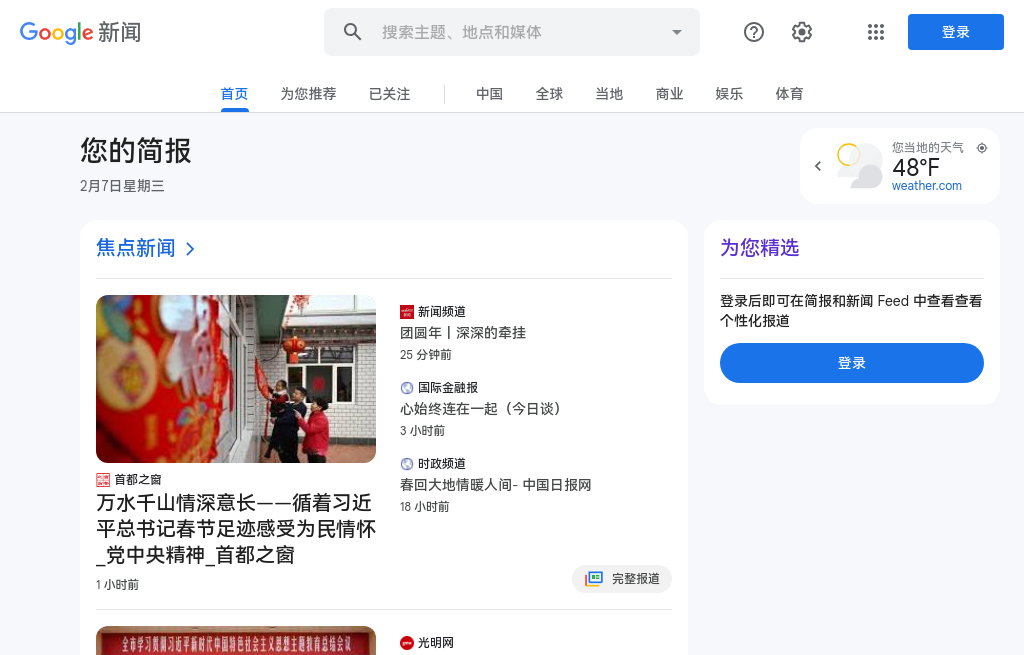 Google 新闻
搜索主题、地点和媒体
登录
首页
为您推荐
已关注
中国
全球
当地
商业
娱乐
体育
您的简报
2月7日星期三
您当地的天气
48°F
weather.com
焦点新闻
首都之窗
万水千山情深意长——循着习近
平总书记春节足迹感受为民情怀
_党中央精神_首都之窗
1 小时前
新闻频道
团圆年丨深深的牵挂
25 分钟前
国际金融报
心始终连在一起（今日谈）
3 小时前
时政频道
春回大地情暖人间- 中国日报网
18 小时前
完整报道
为您精选
登录后即可在简报和新闻 Feed 中查看查看
个性化报道
登录
全市学习贯彻习近平新时代中国特色社会主义思想主题教育总结会议
光明网